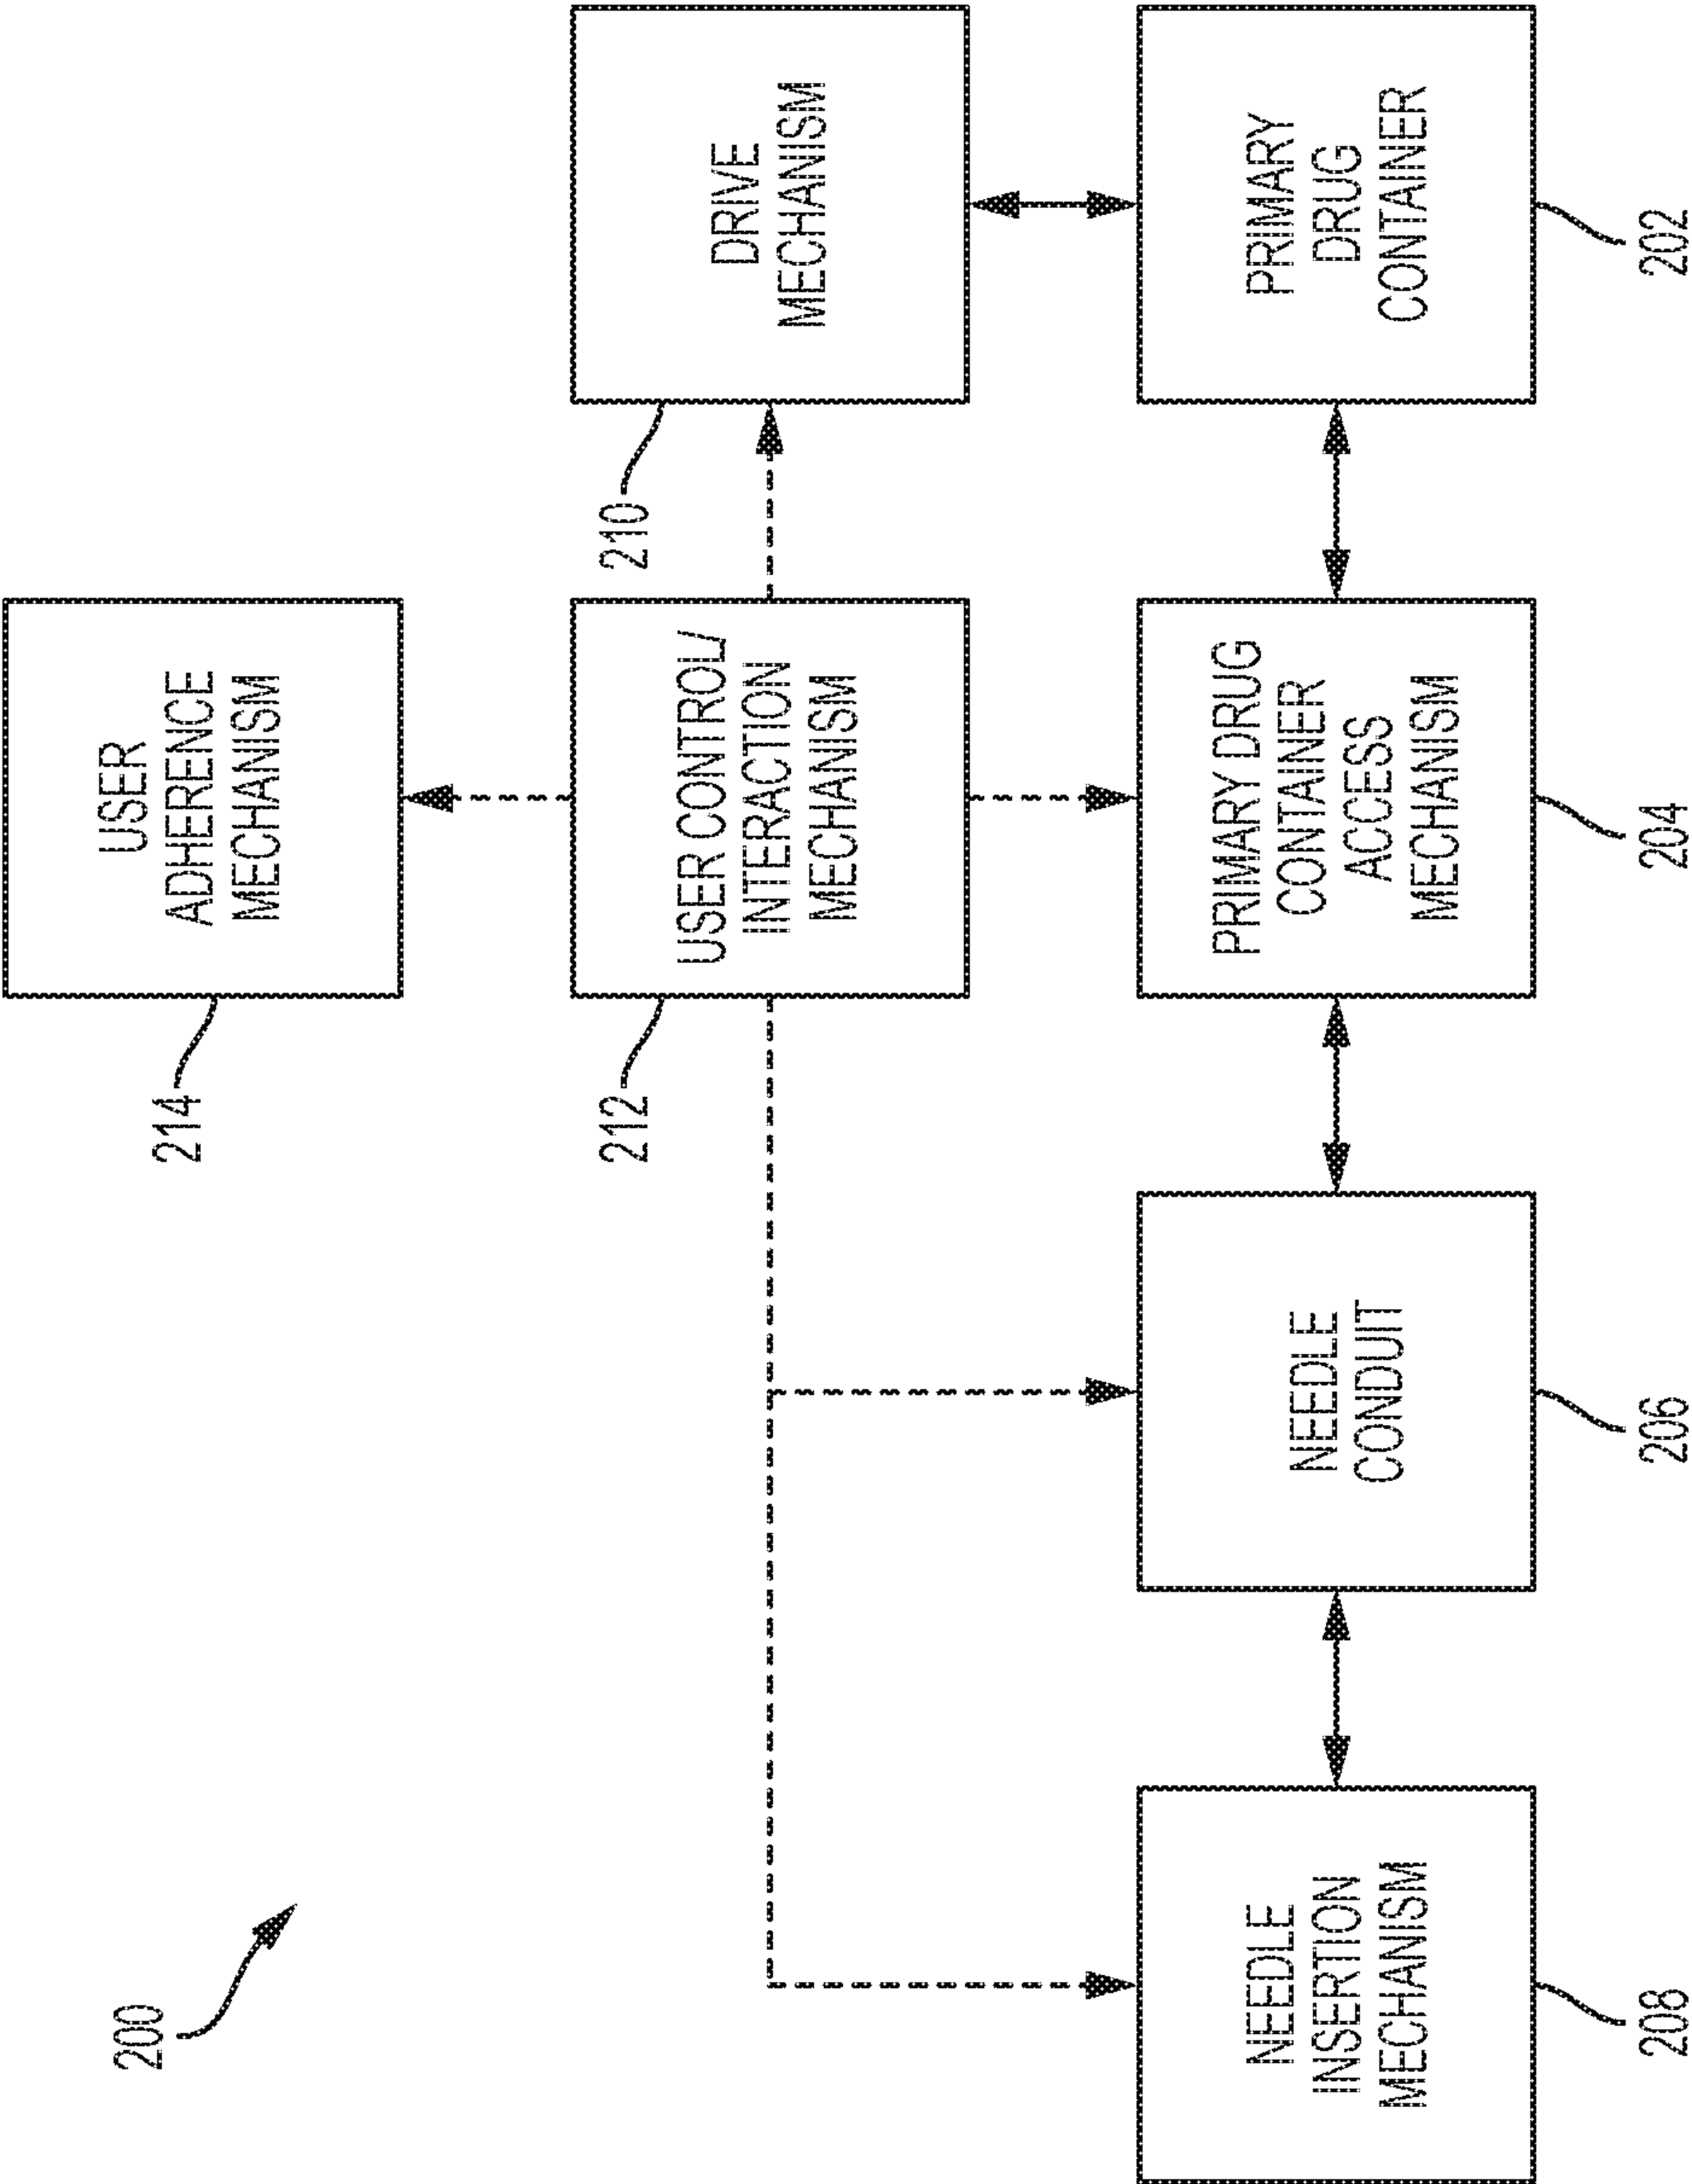 200
214
USER
ADHERENCE
MECHANISM
212
USER CONTROL/
INTERACTION
MECHANISM
210
DRIVE
MECHANISM
NEEDLE
INSERTION
MECHANISM
208
NEEDLE
CONDUIT
206
PRIMARY DRUG
CONTAINER
ACCESS
MECHANISM
204
PRIMARY
DRUG
CONTAINER
202